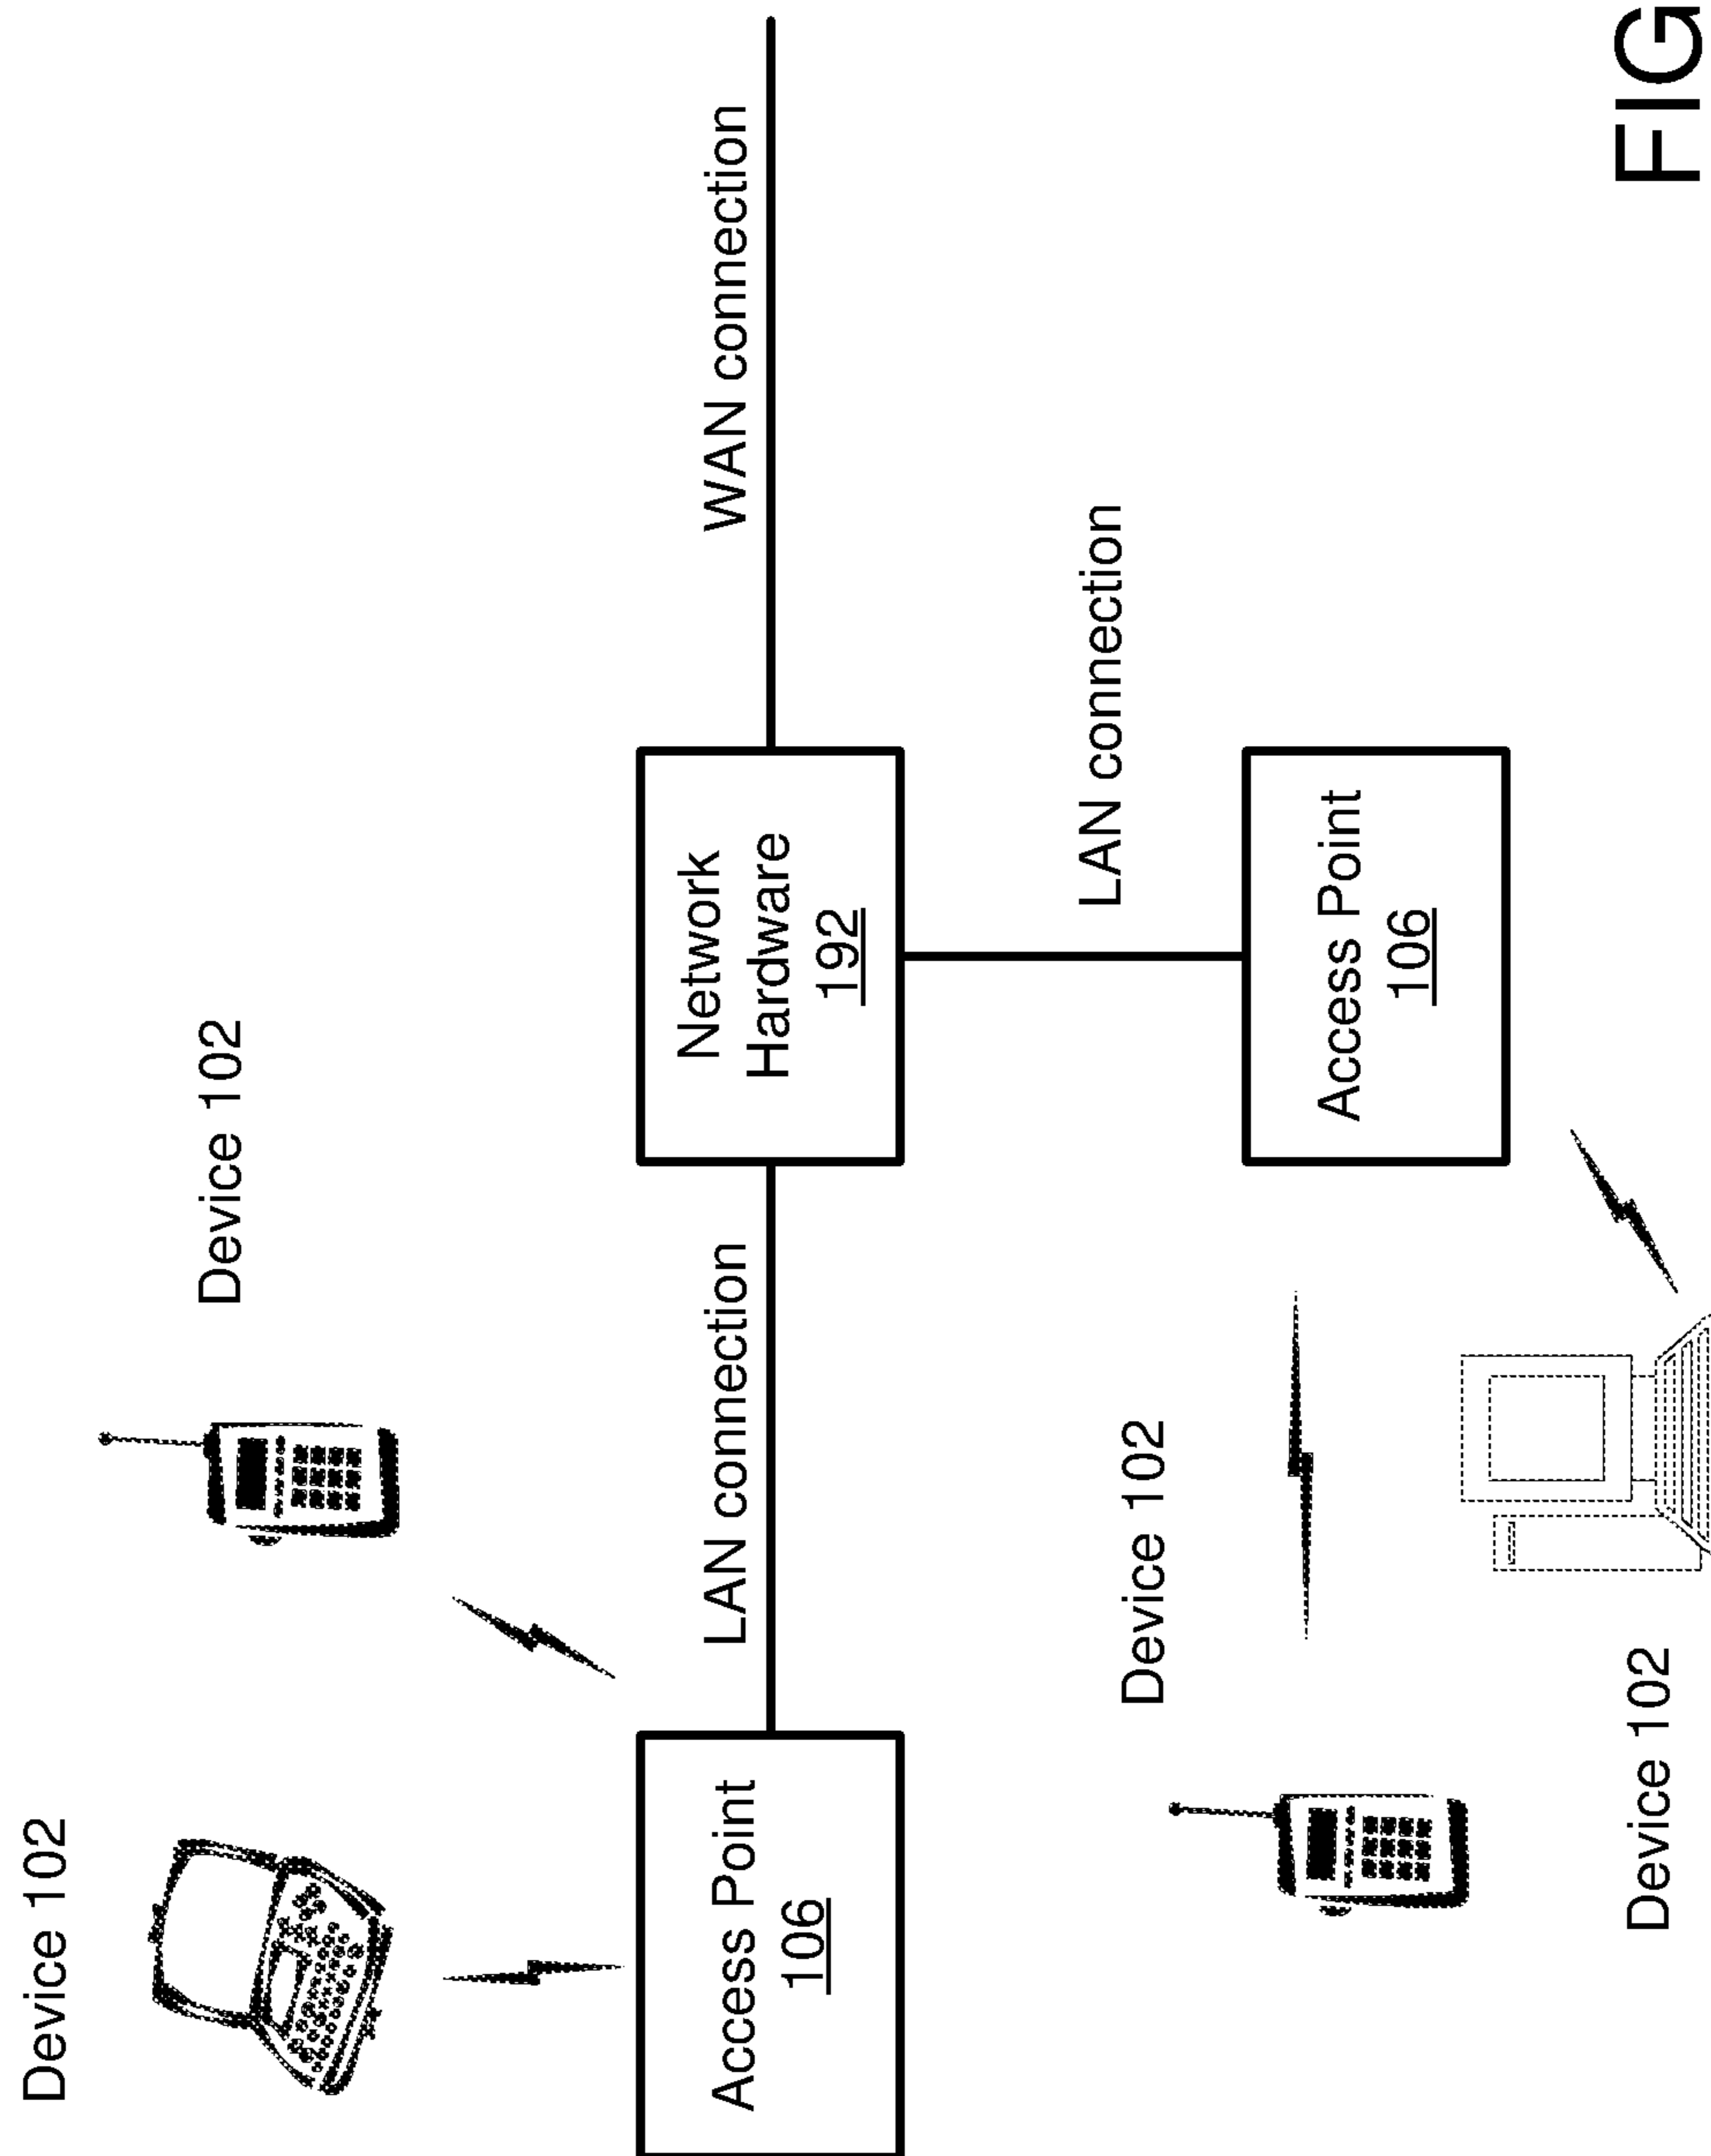 Device 102
Device 102
Access Point
106
LAN connection
Network
Hardware
192
WAN connection
LAN connection
Device 102
Access Point
106
Device 102
FIG